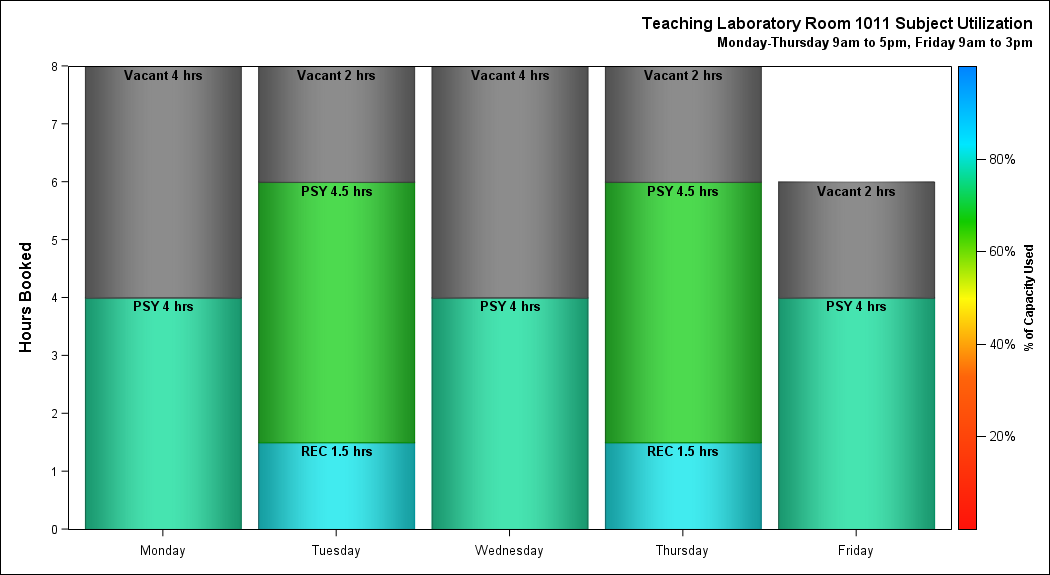 Teaching Laboratory Room 1011 Subject Utilization
Monday-Thursday 9am to 5pm, Friday 9am to 3pm
Hours Booked
8
7
6
5
4
3
2
1
0
Vacant 4 hrs
PSY 4 hrs
Vacant 2 hrs
PSY 4.5 hrs
REC 1.5 hrs
Vacant 4 hrs
PSY 4 hrs
Vacant 2 hrs
PSY 4.5 hrs
REC 1.5 hrs
Vacant 2 hrs
PSY 4 hrs
Monday
Tuesday
Wednesday
Thursday
Friday
80%
60%
40%
20%
% of Capacity Used